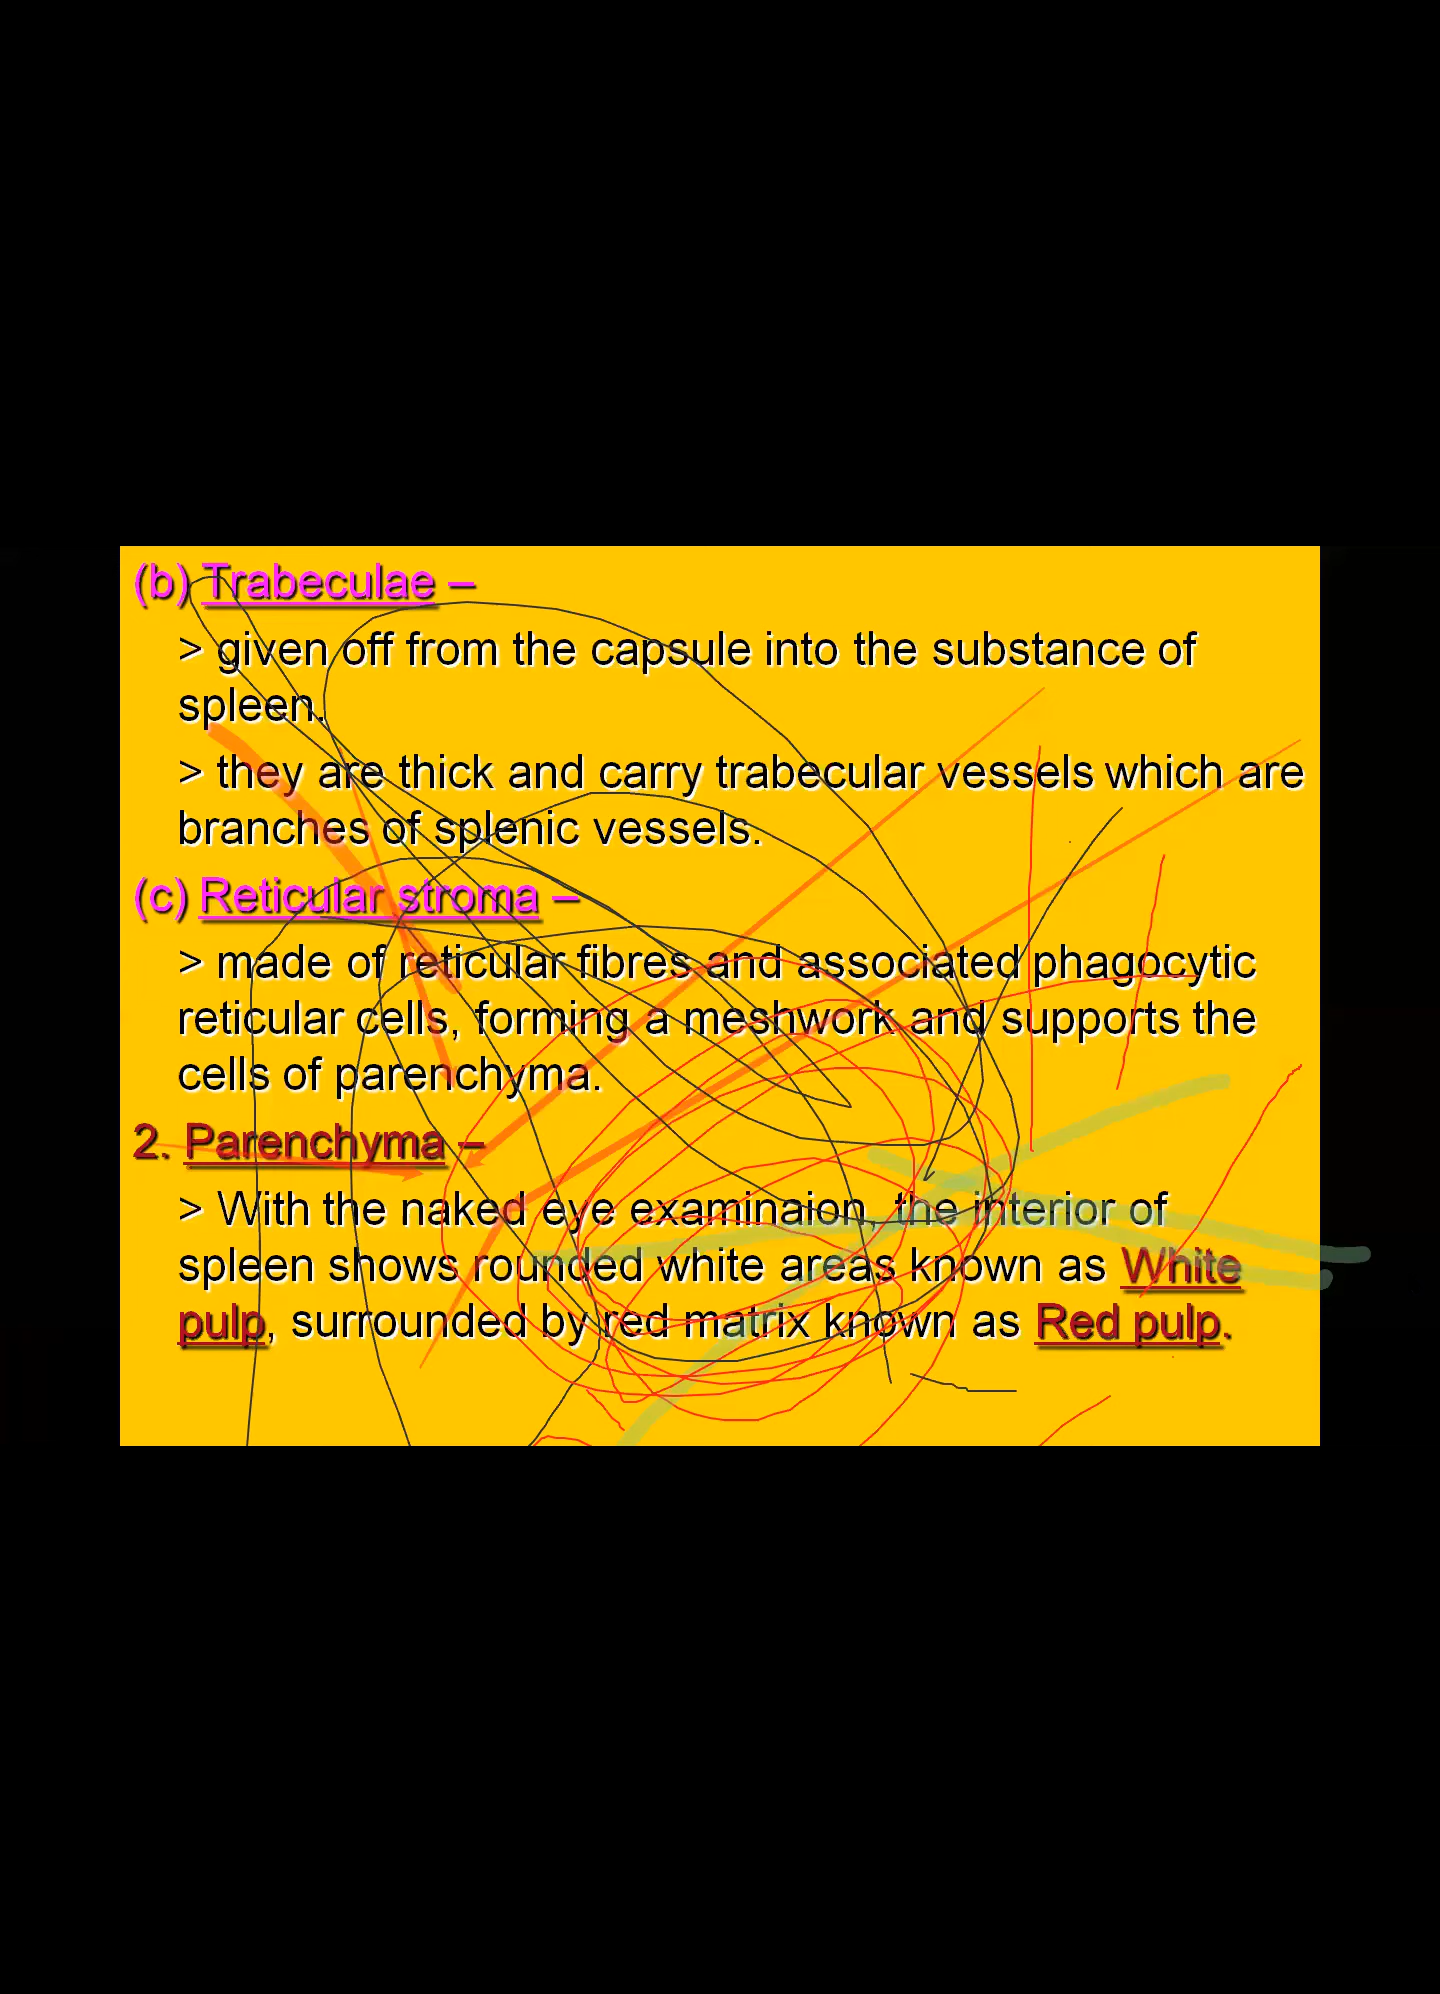 (b) Trabeculae –
> given off from the capsule into the substance of
spleen.
> they are thick and carry trabecular vessels which are
branches of splenic vessels.
(c) Reticular stroma –
> made of reticular fibres and associated phagocytic
reticular cells, forming a meshwork and supports the
cells of parenchyma.
2. Parenchyma –
> With the naked eye examinaion, the interior of
spleen shows rounded white areas known as White
pulp, surrounded by red matrix known as Red pulp.